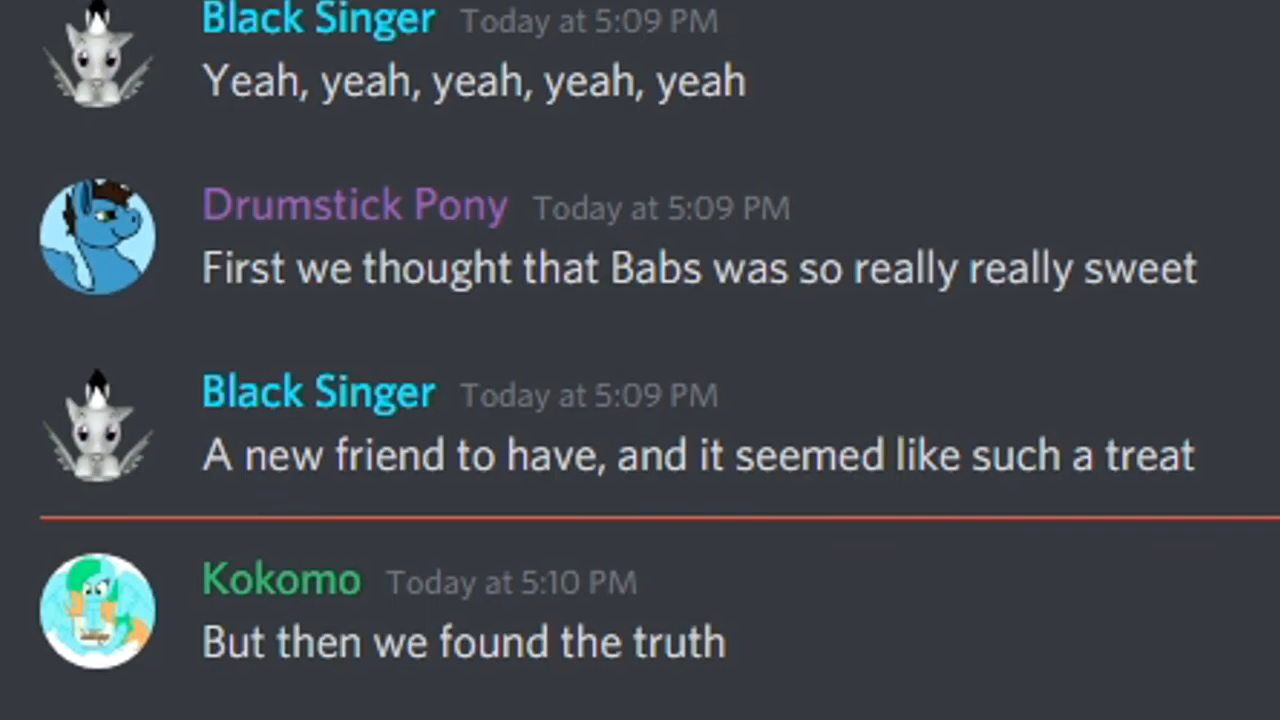 Black Singer Today at 5:09 PM
Yeah, yeah, yeah, yeah, yeah
Drumstick Pony Today at 5:09 PM
First we thought that Babs was so really really sweet
Black Singer Today at 5:09 PM
A new friend to have, and it seemed like such a treat
Kokomo Today at 5:10 PM
But then we found the truth